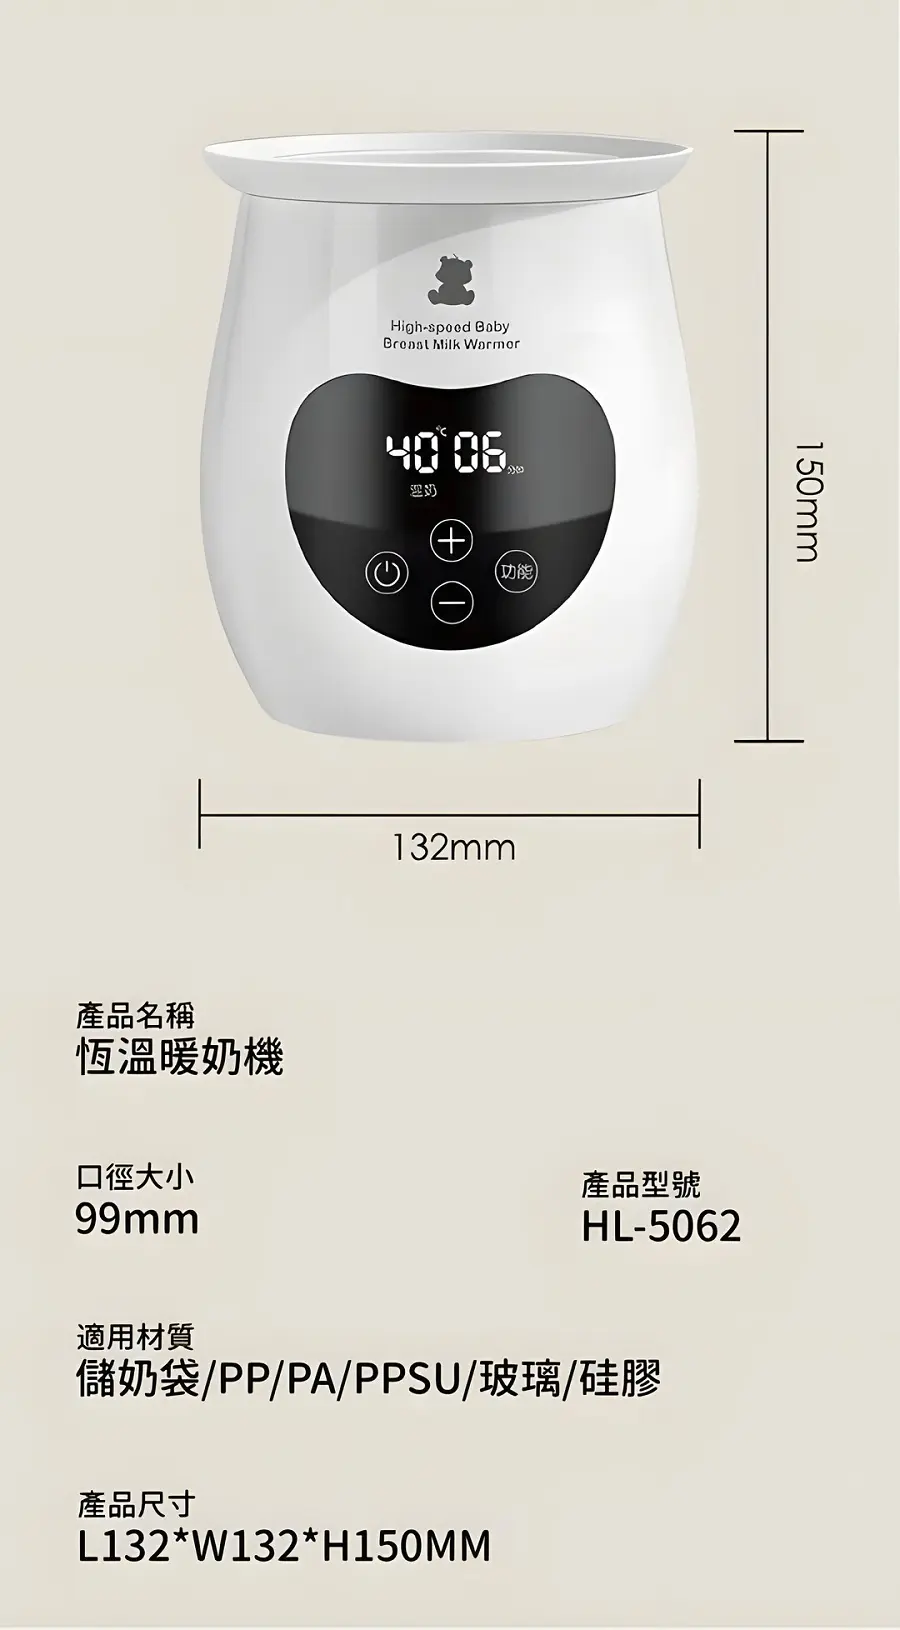 High-speed Baby
Breast Milk Warmer
40℃ 06
温奶
功能
150mm
132mm
產品名稱
恆溫暖奶機
口徑大小
99mm
產品型號
HL-5062
適用材質
儲奶袋/PP/PA/PPSU/玻璃/硅膠
產品尺寸
L132*W132*H150MM